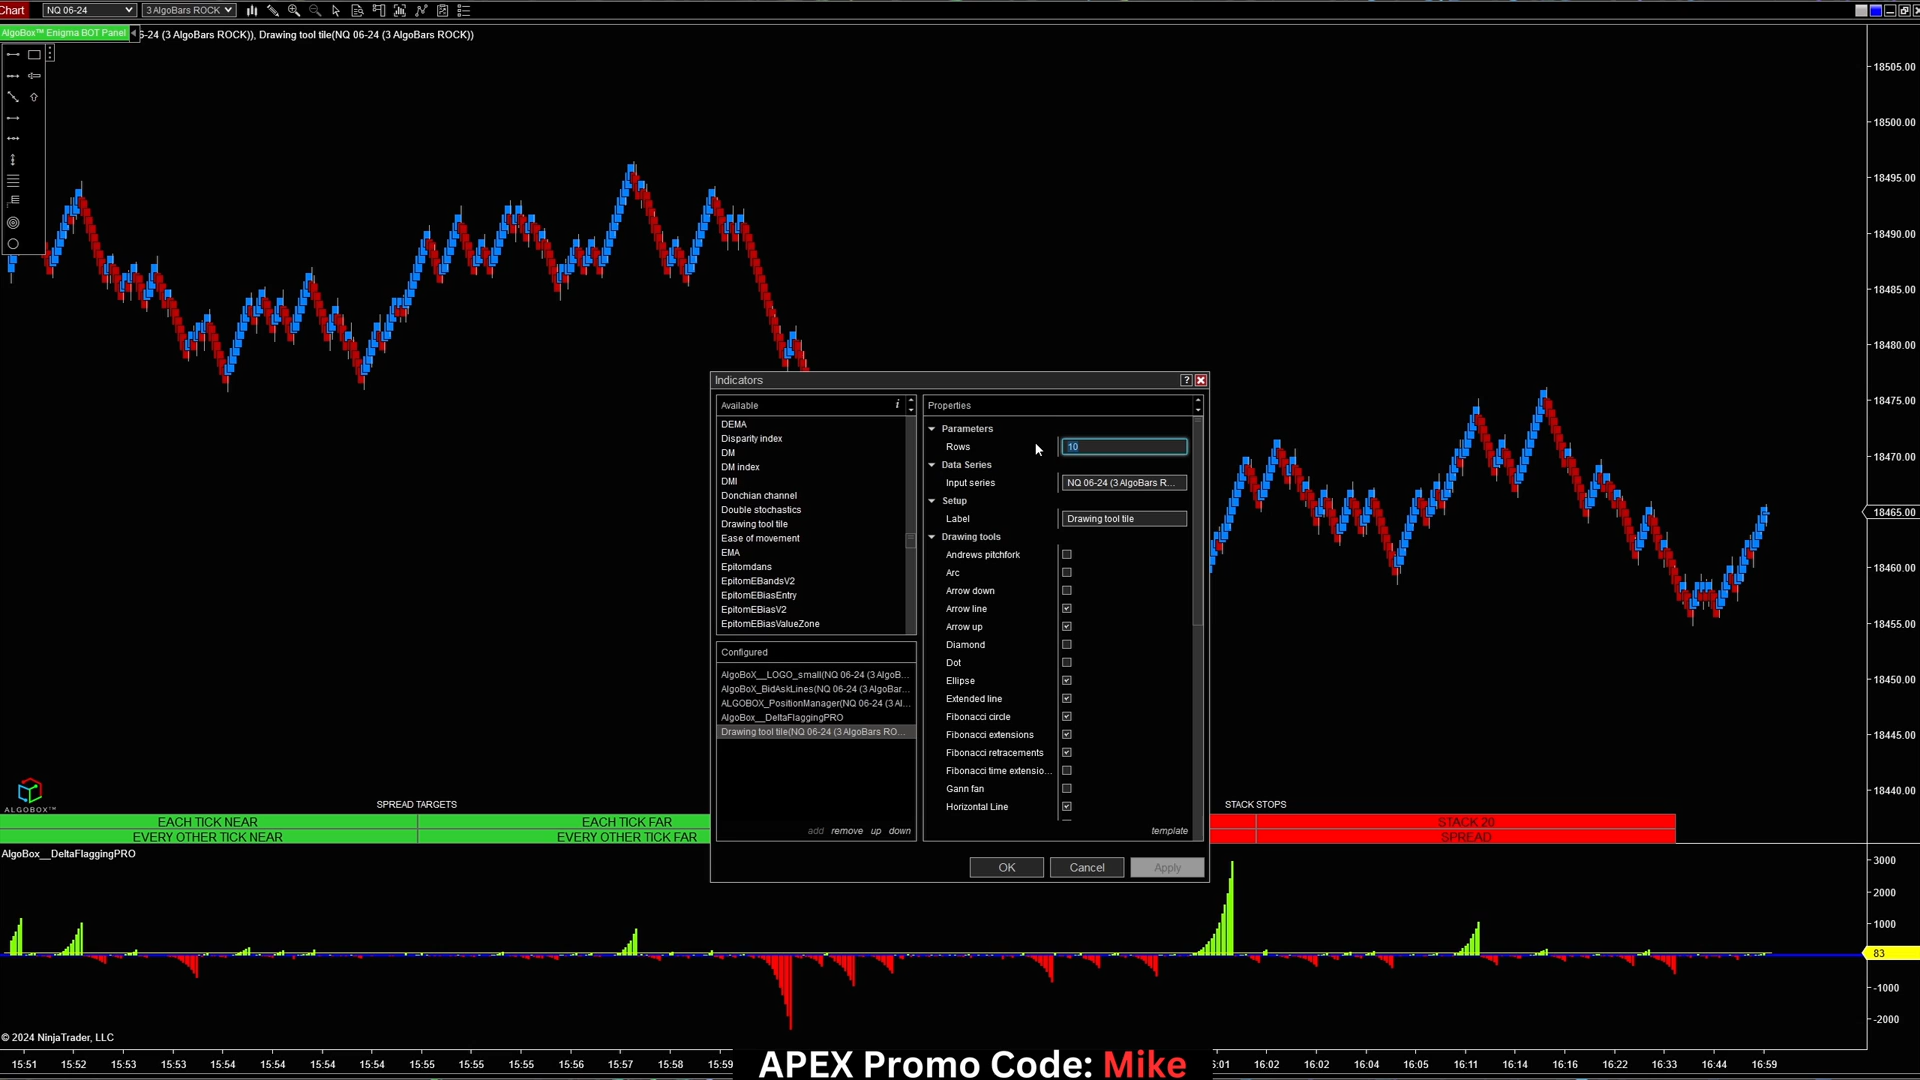 Chart
NQ 06-24
3 AlgoBars ROCK
AlgoBox™ Enigma BOT Panel
6-24 (3 AlgoBars ROCK)), Drawing tool tile(NQ 06-24 (3 AlgoBars ROCK))
18505.00
18500.00
18495.00
18490.00
18485.00
18480.00
18475.00
18470.00
18465.00
18460.00
18455.00
18450.00
18445.00
18440.00
Indicators
?
Available
i
DEMA
Disparity index
DM
DM index
DMI
Donchian channel
Double stochastics
Drawing tool tile
Ease of movement
EMA
Epitomdans
EpitomEBandsV2
EpitomEBiasEntry
EpitomEBiasV2
EpitomEBiasValueZone
Configured
AlgoBoX__LOGO_small(NQ 06-24 (3 AlgoB...
AlgoBoX_BidAskLines(NQ 06-24 (3 AlgoBar...
ALGOBOX_PositionManager(NQ 06-24 (3 Al...
AlgoBox__DeltaFlaggingPRO
Drawing tool tile(NQ 06-24 (3 AlgoBars RO...
add remove up down
Properties
Parameters
Rows 10
Data Series
Input series NQ 06-24 (3 AlgoBars R...
Setup
Label Drawing tool tile
Drawing tools
Andrews pitchfork
Arc
Arrow down
Arrow line
Arrow up
Diamond
Dot
Ellipse
Extended line
Fibonacci circle
Fibonacci extensions
Fibonacci retracements
Fibonacci time extensio...
Gann fan
Horizontal Line
template
OK Cancel Apply
ALGOBOX™
SPREAD TARGETS
STACK STOPS
EACH TICK NEAR EACH TICK FAR STACK 20
EVERY OTHER TICK NEAR EVERY OTHER TICK FAR SPREAD
AlgoBox__DeltaFlaggingPRO
3000
2000
1000
83
-1000
-2000
© 2024 NinjaTrader, LLC
15:51 15:52 15:53 15:53 15:54 15:54 15:54 15:55 15:55 15:56 15:56 15:57 15:57 15:58 15:59 5:01 16:02 16:02 16:04 16:09 16:11 16:14 16:16 16:23 16:33 16:44 16:59
APEX Promo Code: Mike